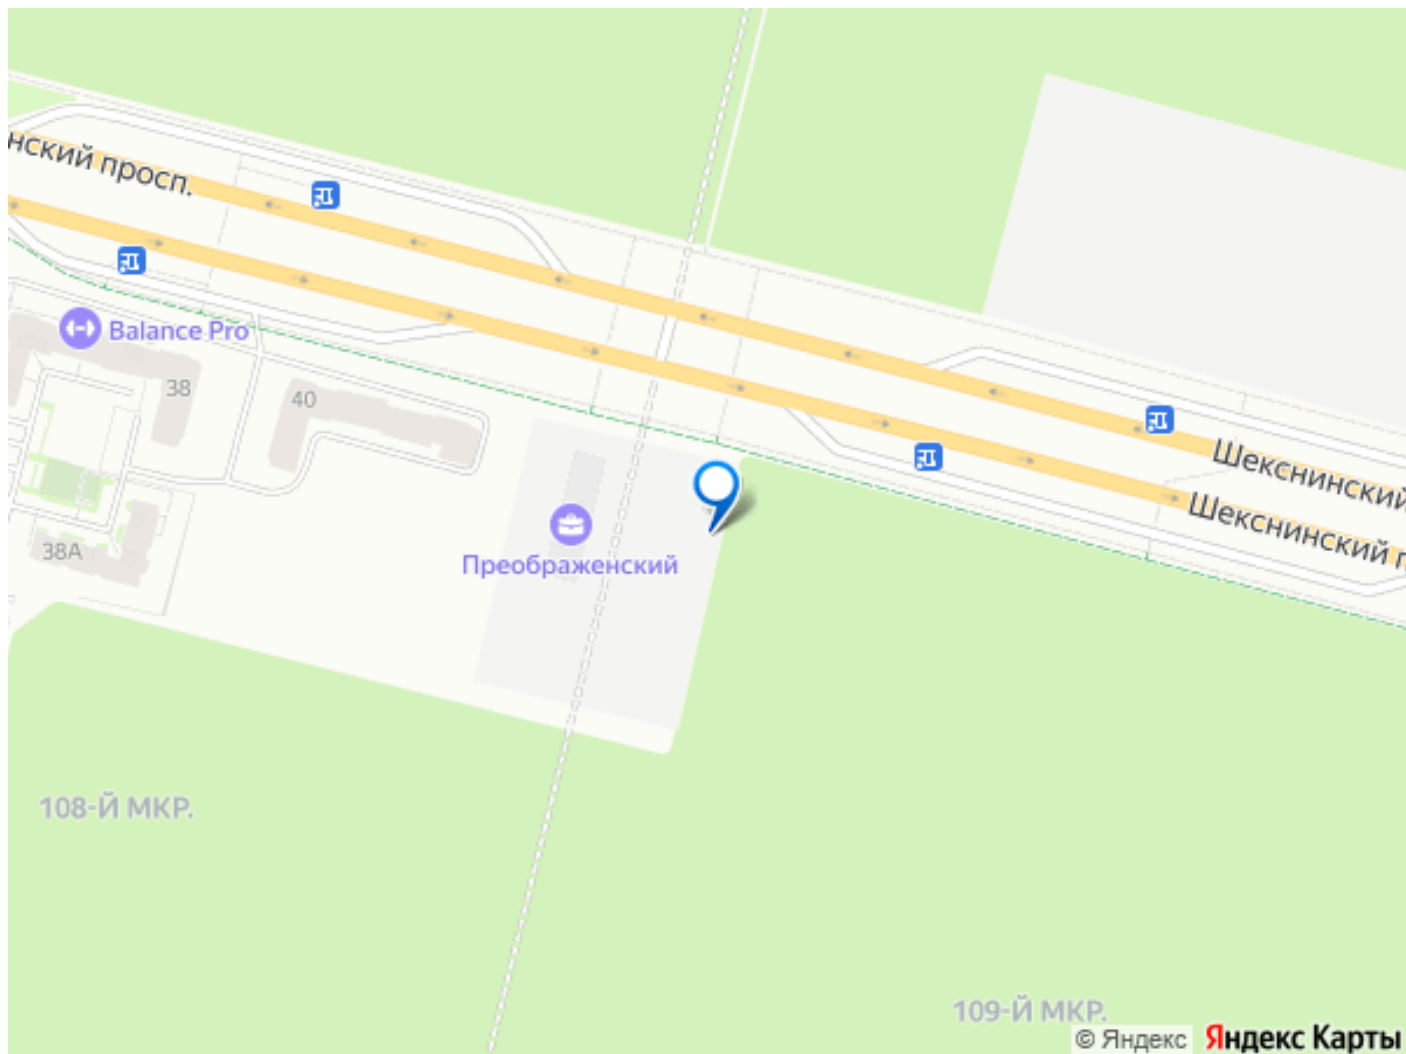 нский просп.
Balance Pro
38
40
Шекснинский
Шекснинский п
38А
Преображенский
108-Й МКР.
109-Й МКР.
© Яндекс Яндекс Карты